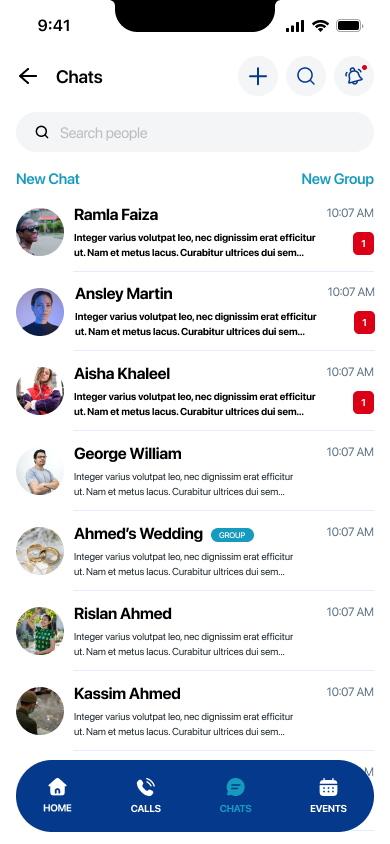 9:41
Chats
Search people
New Chat New Group
Ramla Faiza 10:07 AM
Integer varius volutpat leo, nec dignissim erat efficitur
ut. Nam et metus lacus. Curabitur ultrices dui sem...
1
Ansley Martin 10:07 AM
Integer varius volutpat leo, nec dignissim erat efficitur
ut. Nam et metus lacus. Curabitur ultrices dui sem...
1
Aisha Khaleel 10:07 AM
Integer varius volutpat leo, nec dignissim erat efficitur
ut. Nam et metus lacus. Curabitur ultrices dui sem...
1
George William 10:07 AM
Integer varius volutpat leo, nec dignissim erat efficitur
ut. Nam et metus lacus. Curabitur ultrices dui sem...
Ahmed's Wedding GROUP 10:07 AM
Integer varius volutpat leo, nec dignissim erat efficitur
ut. Nam et metus lacus. Curabitur ultrices dui sem...
Rislan Ahmed 10:07 AM
Integer varius volutpat leo, nec dignissim erat efficitur
ut. Nam et metus lacus. Curabitur ultrices dui sem...
Kassim Ahmed 10:07 AM
Integer varius volutpat leo, nec dignissim erat efficitur
ut. Nam et metus lacus. Curabitur ultrices dui sem...
HOME CALLS CHATS EVENTS